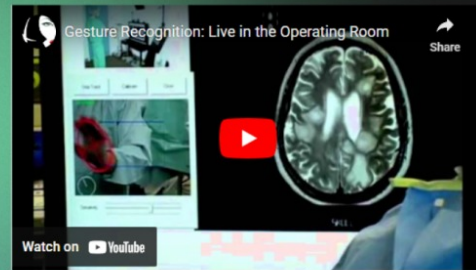 Gesture Recognition: Live in the Operating Room
Share
Watch on YouTube